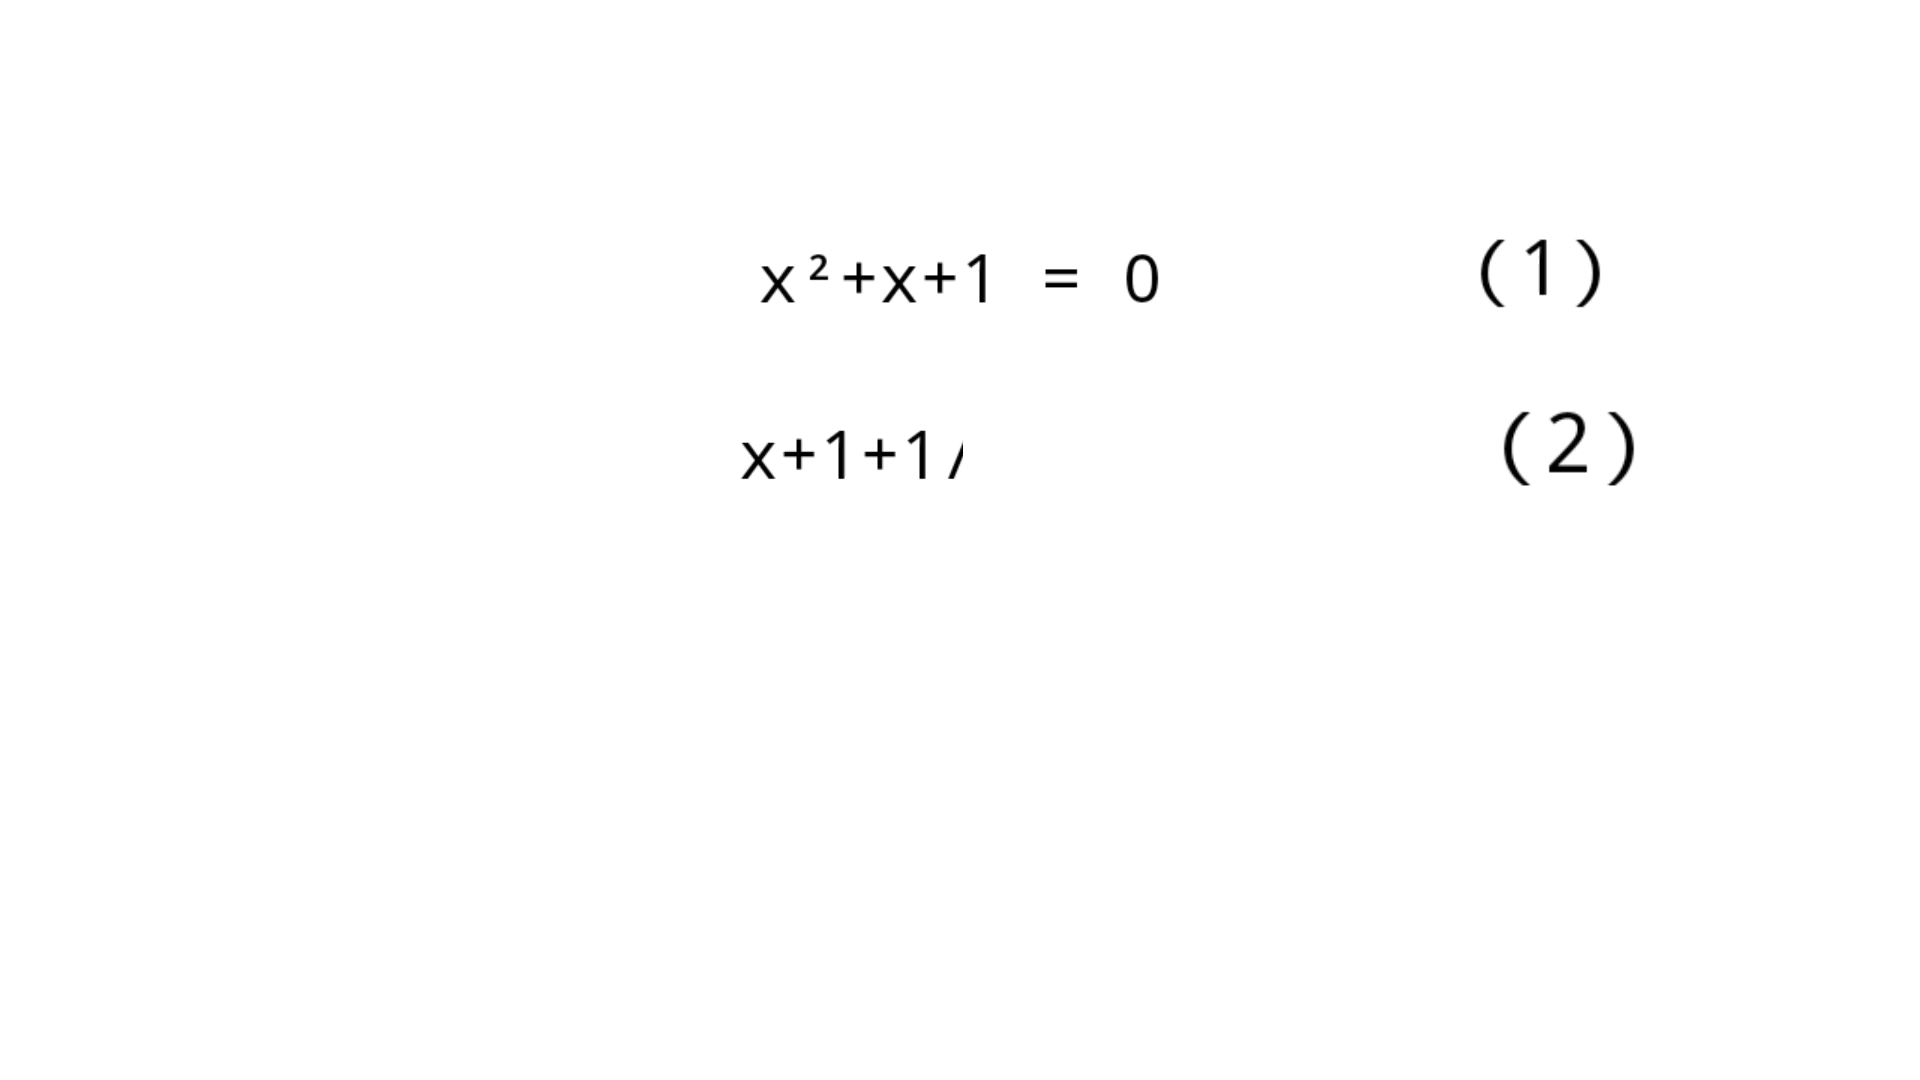 x²+x+1 = 0 (1)
x+1+1/ (2)